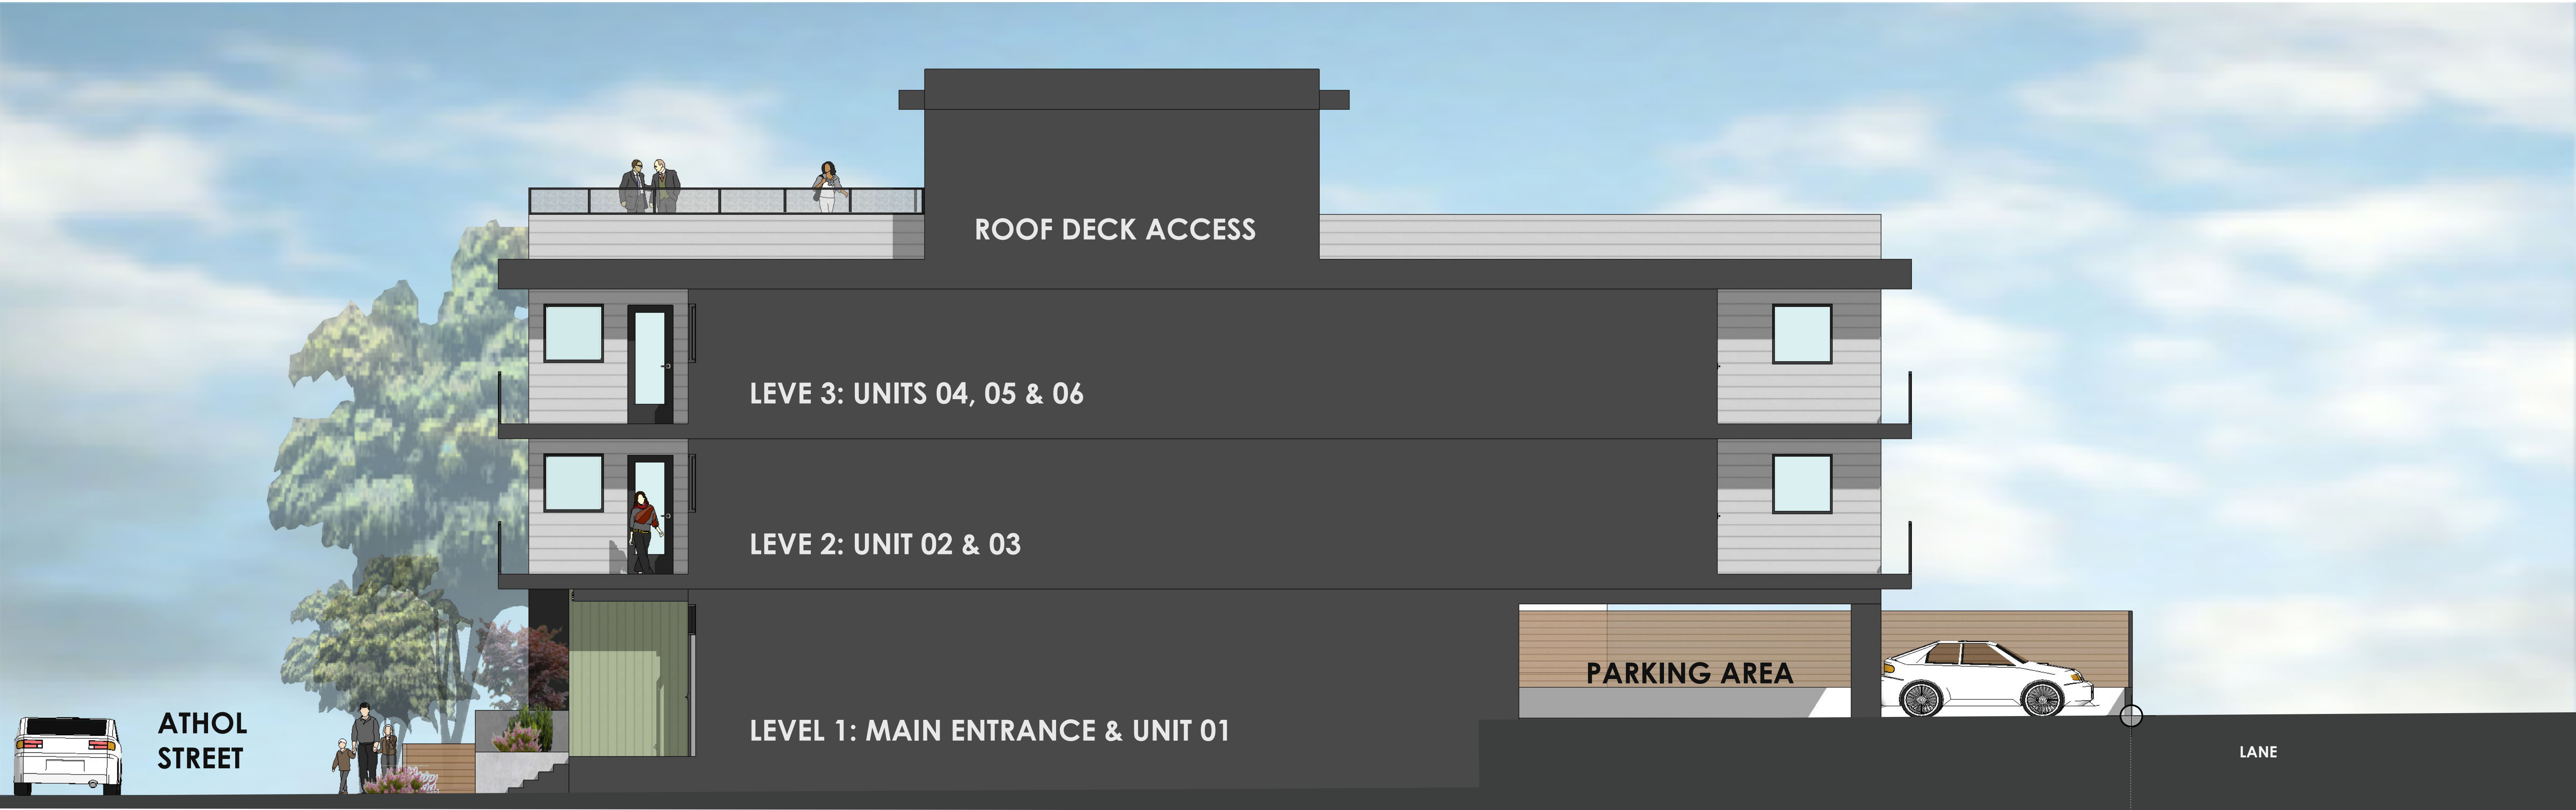 ROOF DECK ACCESS
LEVE 3: UNITS 04, 05 & 06
LEVE 2: UNIT 02 & 03
PARKING AREA
ATHOL
STREET
LEVEL 1: MAIN ENTRANCE & UNIT 01
LANE